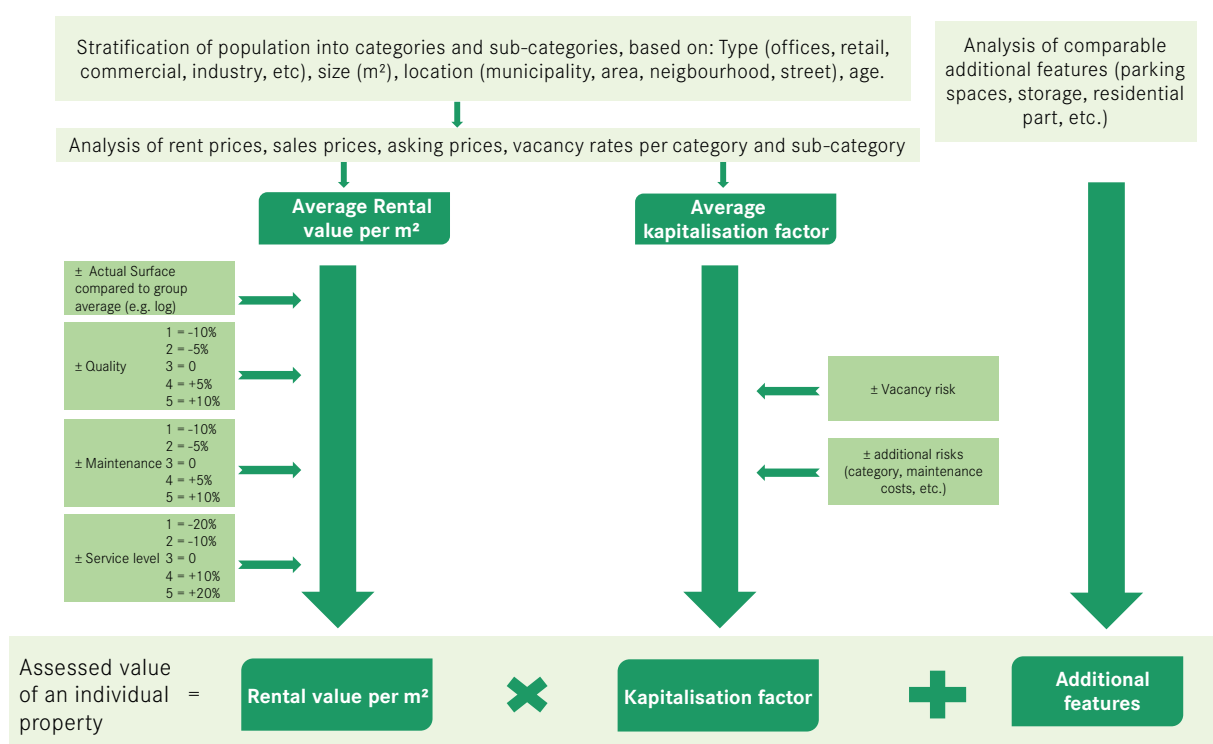 Stratification of population into categories and sub-categories, based on: Type (offices, retail,
commercial, industry, etc), size (m²), location (municipality, area, neigbourhood, street), age.
Analysis of comparable
additional features (parking
spaces, storage, residential
part, etc.)
Analysis of rent prices, sales prices, asking prices, vacancy rates per category and sub-category
Average Rental
value per m²
Average
kapitalisation factor
± Actual Surface
compared to group
average (e.g. log)
1 = -10%
2 = -5%
± Quality 3 = 0
4 = +5%
5 = +10%
1 = -10%
2 = -5%
± Maintenance 3 = 0
4 = +5%
5 = +10%
1 = -20%
2 = -10%
± Service level 3 = 0
4 = +10%
5 = +20%
± Vacancy risk
± additional risks
(category, maintenance
costs, etc.)
Assessed value
of an individual =
property
Rental value per m²
Kapitalisation factor
Additional
features